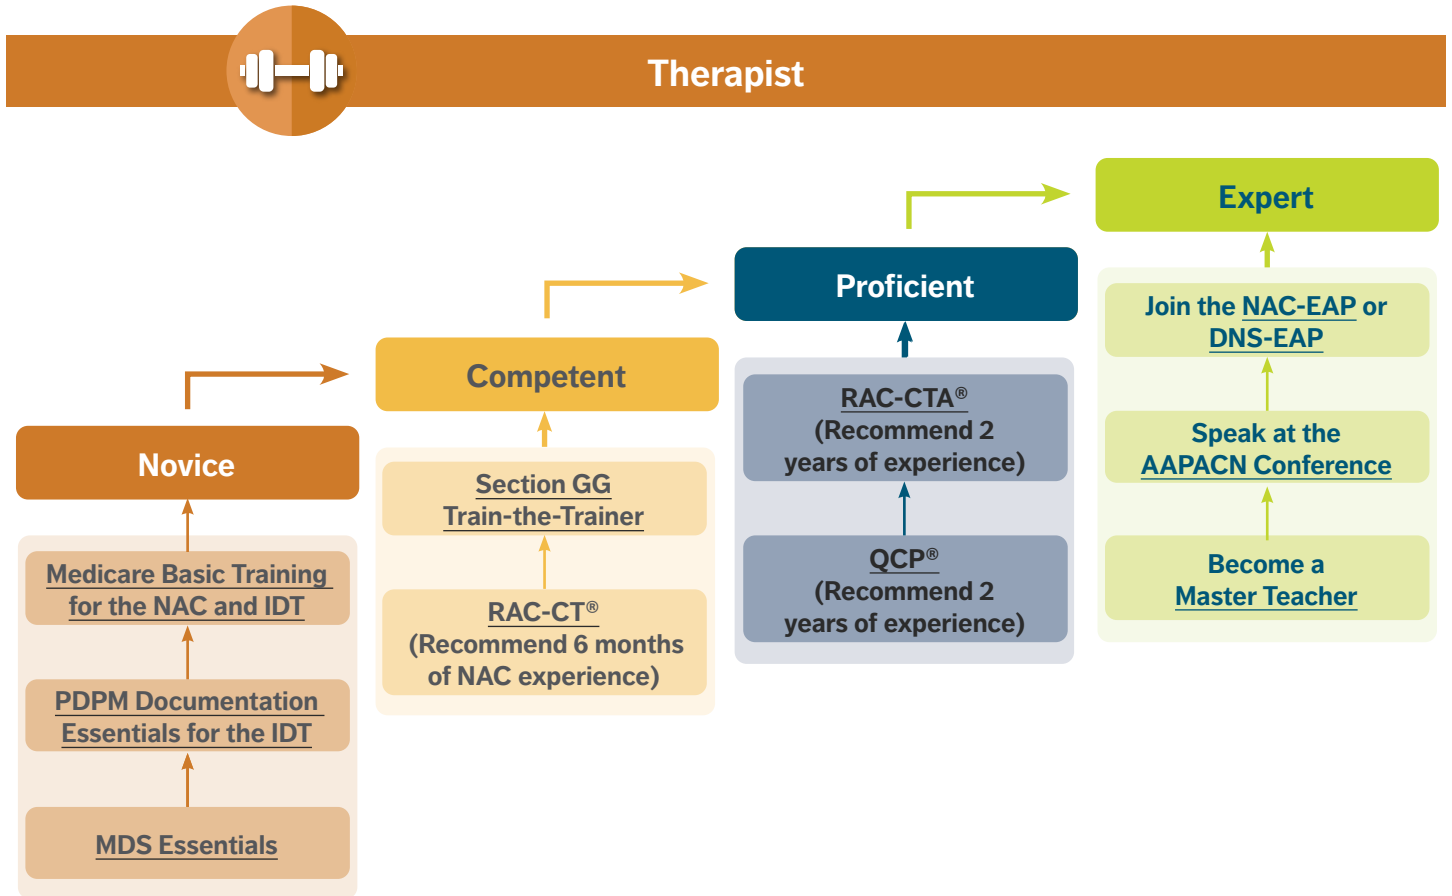 Therapist
Novice
Medicare Basic Training
for the NAC and IDT
PDPM Documentation
Essentials for the IDT
MDS Essentials
Competent
Section GG
Train-the-Trainer
RAC-CT®
(Recommend 6 months
of NAC experience)
Proficient
RAC-CTA®
(Recommend 2
years of experience)
QCP®
(Recommend 2
years of experience)
Expert
Join the NAC-EAP or
DNS-EAP
Speak at the
AAPACN Conference
Become a
Master Teacher